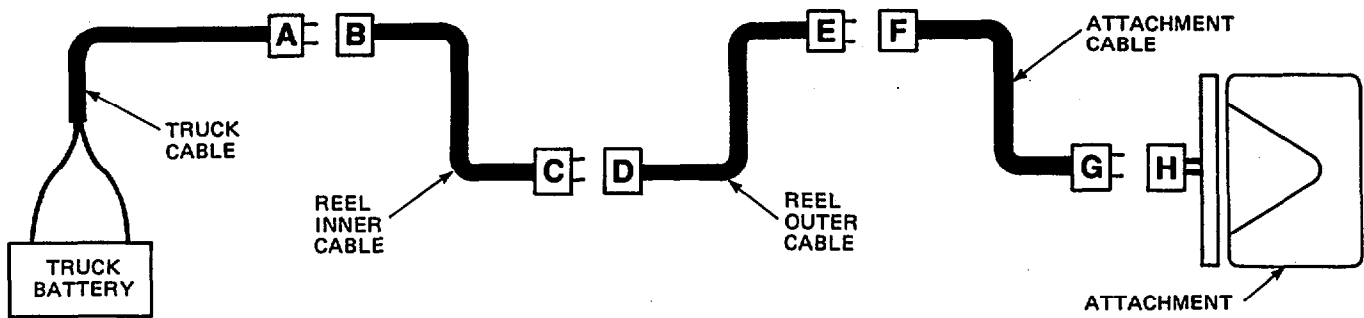 A
B
E
F
ATTACHMENT
CABLE
TRUCK
CABLE
C
D
G
H
REEL
INNER
CABLE
REEL
OUTER
CABLE
TRUCK
BATTERY
ATTACHMENT